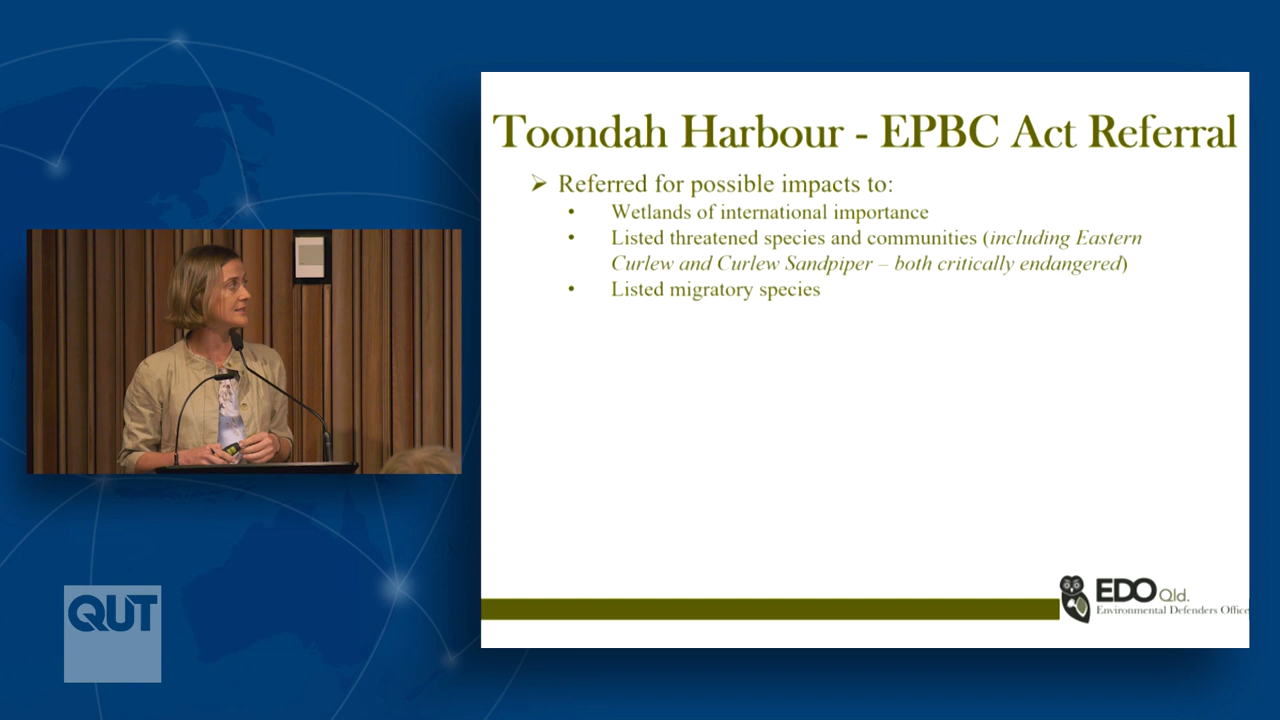 Toondah Harbour - EPBC Act Referral
➢ Referred for possible impacts to:
• Wetlands of international importance
• Listed threatened species and communities (including Eastern
Curlew and Curlew Sandpiper – both critically endangered)
• Listed migratory species
QUT
EDO Qld.
Environmental Defenders Office